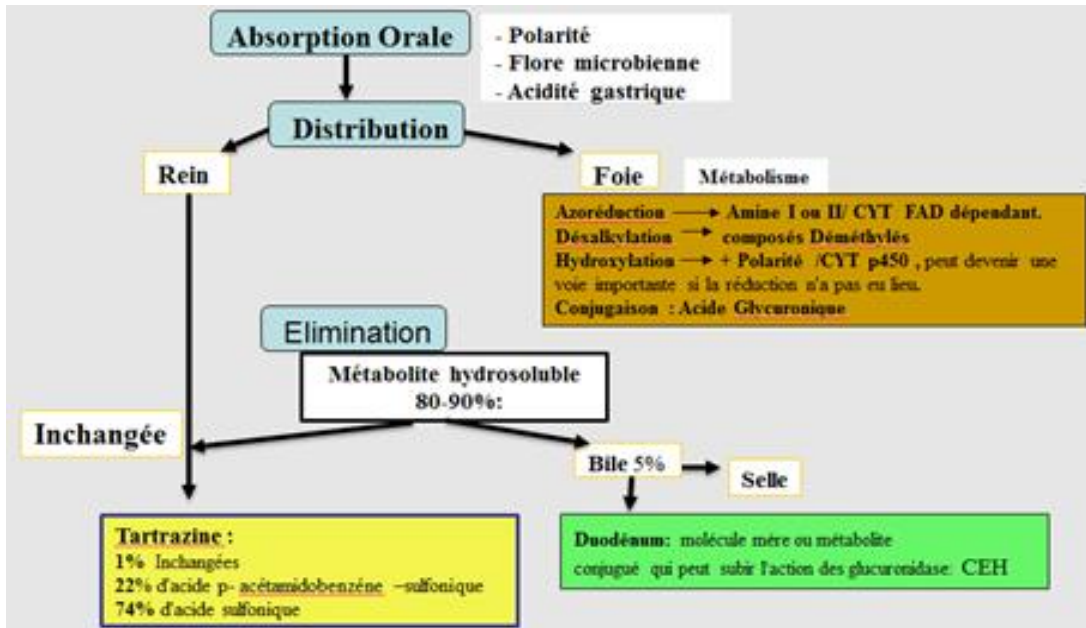 Absorption Orale
- Polarité
- Flore microbienne
- Acidité gastrique
Distribution
Rein
Foie
Métabolisme
Azoréduction Amine I ou II/ CYT FAD dépendant.
Désalkylation composés Déméthylés
Hydroxylation + Polarité /CYT p450 , peut devenir une
voie importante si la réduction n'a pas eu lieu.
Conjugaison : Acide Glycuronique
Elimination
Métabolite hydrosoluble
80-90%:
Inchangée
Bile 5%
Selle
Tartrazine :
1% Inchangées
22% d'acide p- acétamidobenzéne –sulfonique
74% d'acide sulfonique
Duodénum: molécule mère ou métabolite
conjugué qui peut subir l'action des glucuronidase: CEH